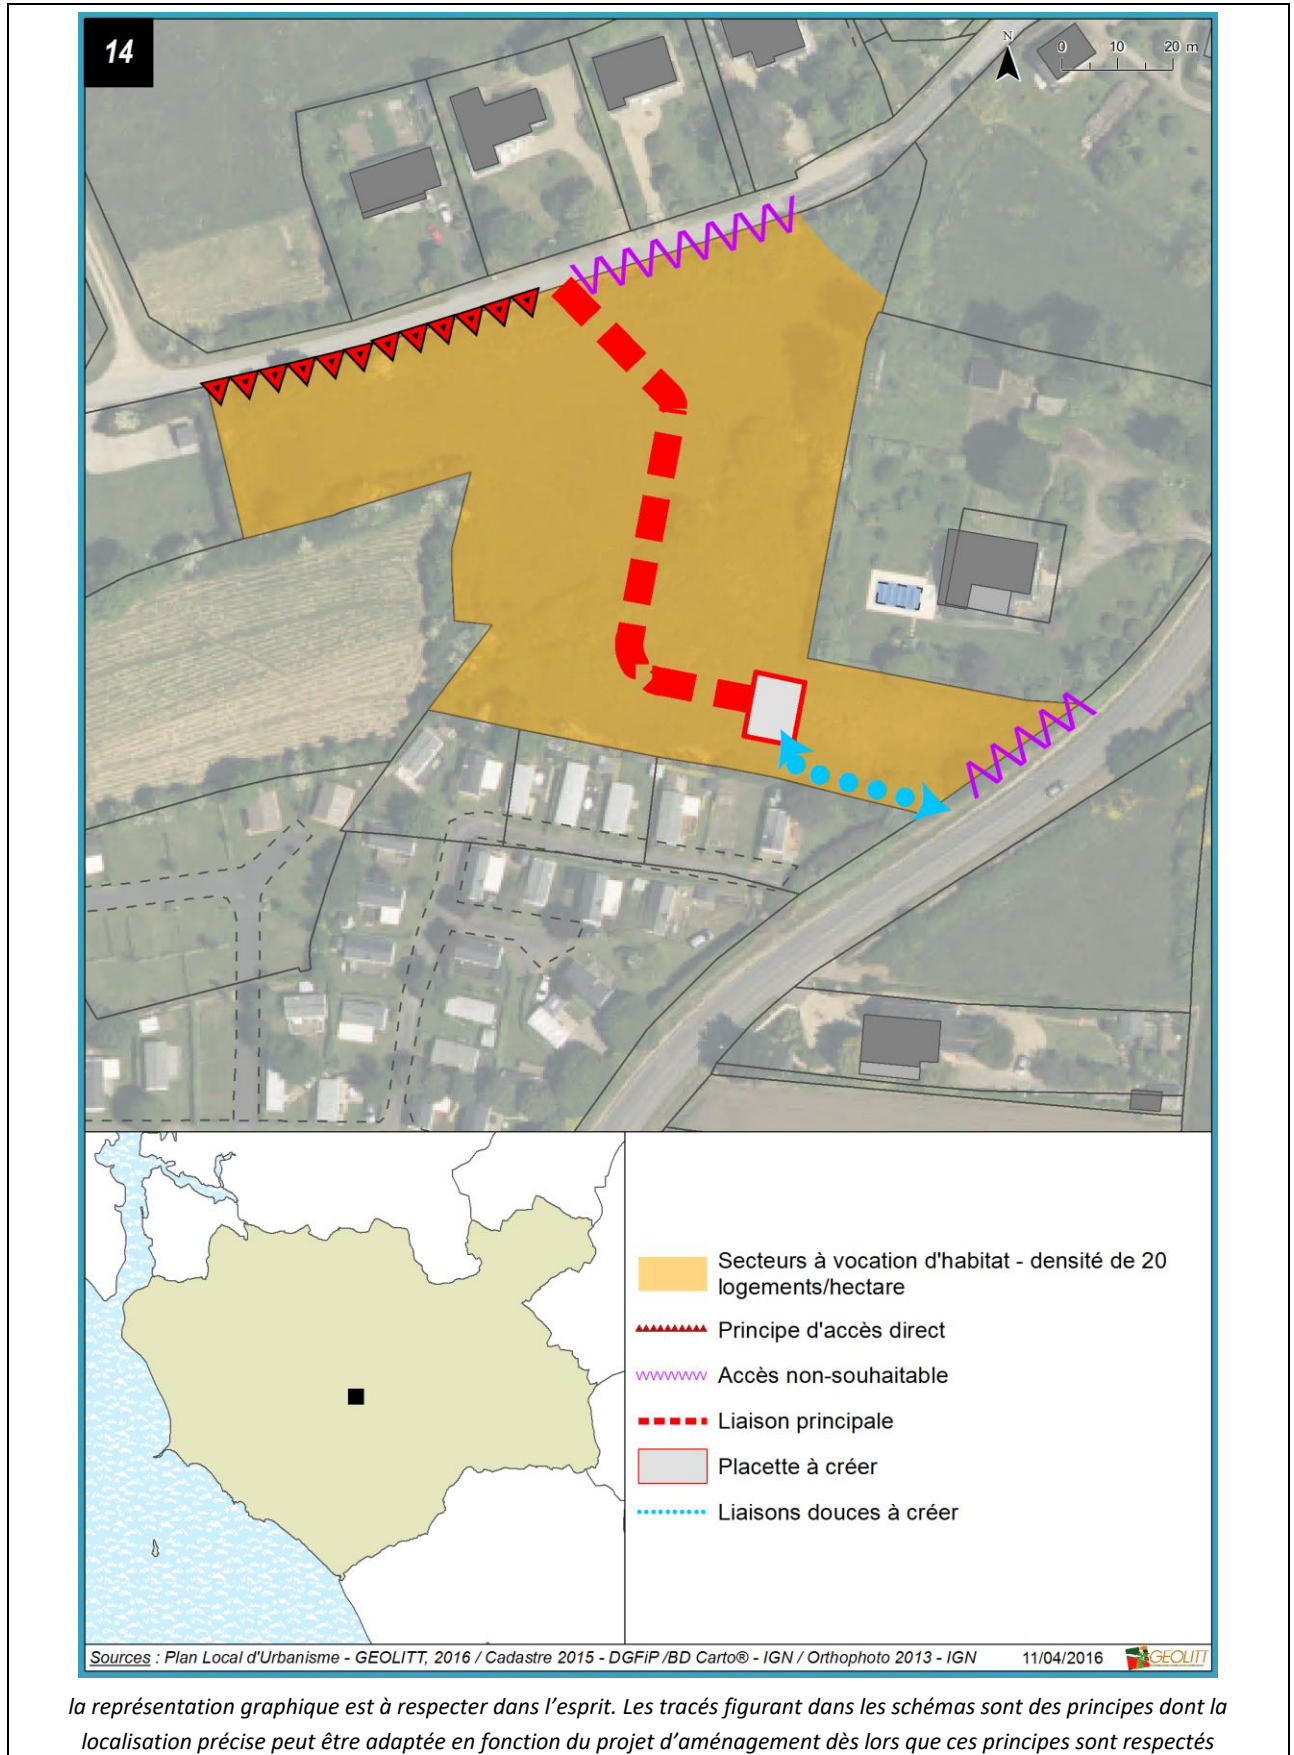 14
N
0 10 20 m
Secteurs à vocation d'habitat - densité de 20
logements/hectare
Principe d'accès direct
Accès non-souhaitable
Liaison principale
Placette à créer
Liaisons douces à créer
Sources : Plan Local d'Urbanisme - GEOLITT, 2016 / Cadastre 2015 - DGFiP /BD Carto® - IGN / Orthophoto 2013 - IGN 11/04/2016 GEOLITT
la représentation graphique est à respecter dans l’esprit. Les tracés figurant dans les schémas sont des principes dont la
localisation précise peut être adaptée en fonction du projet d’aménagement dès lors que ces principes sont respectés